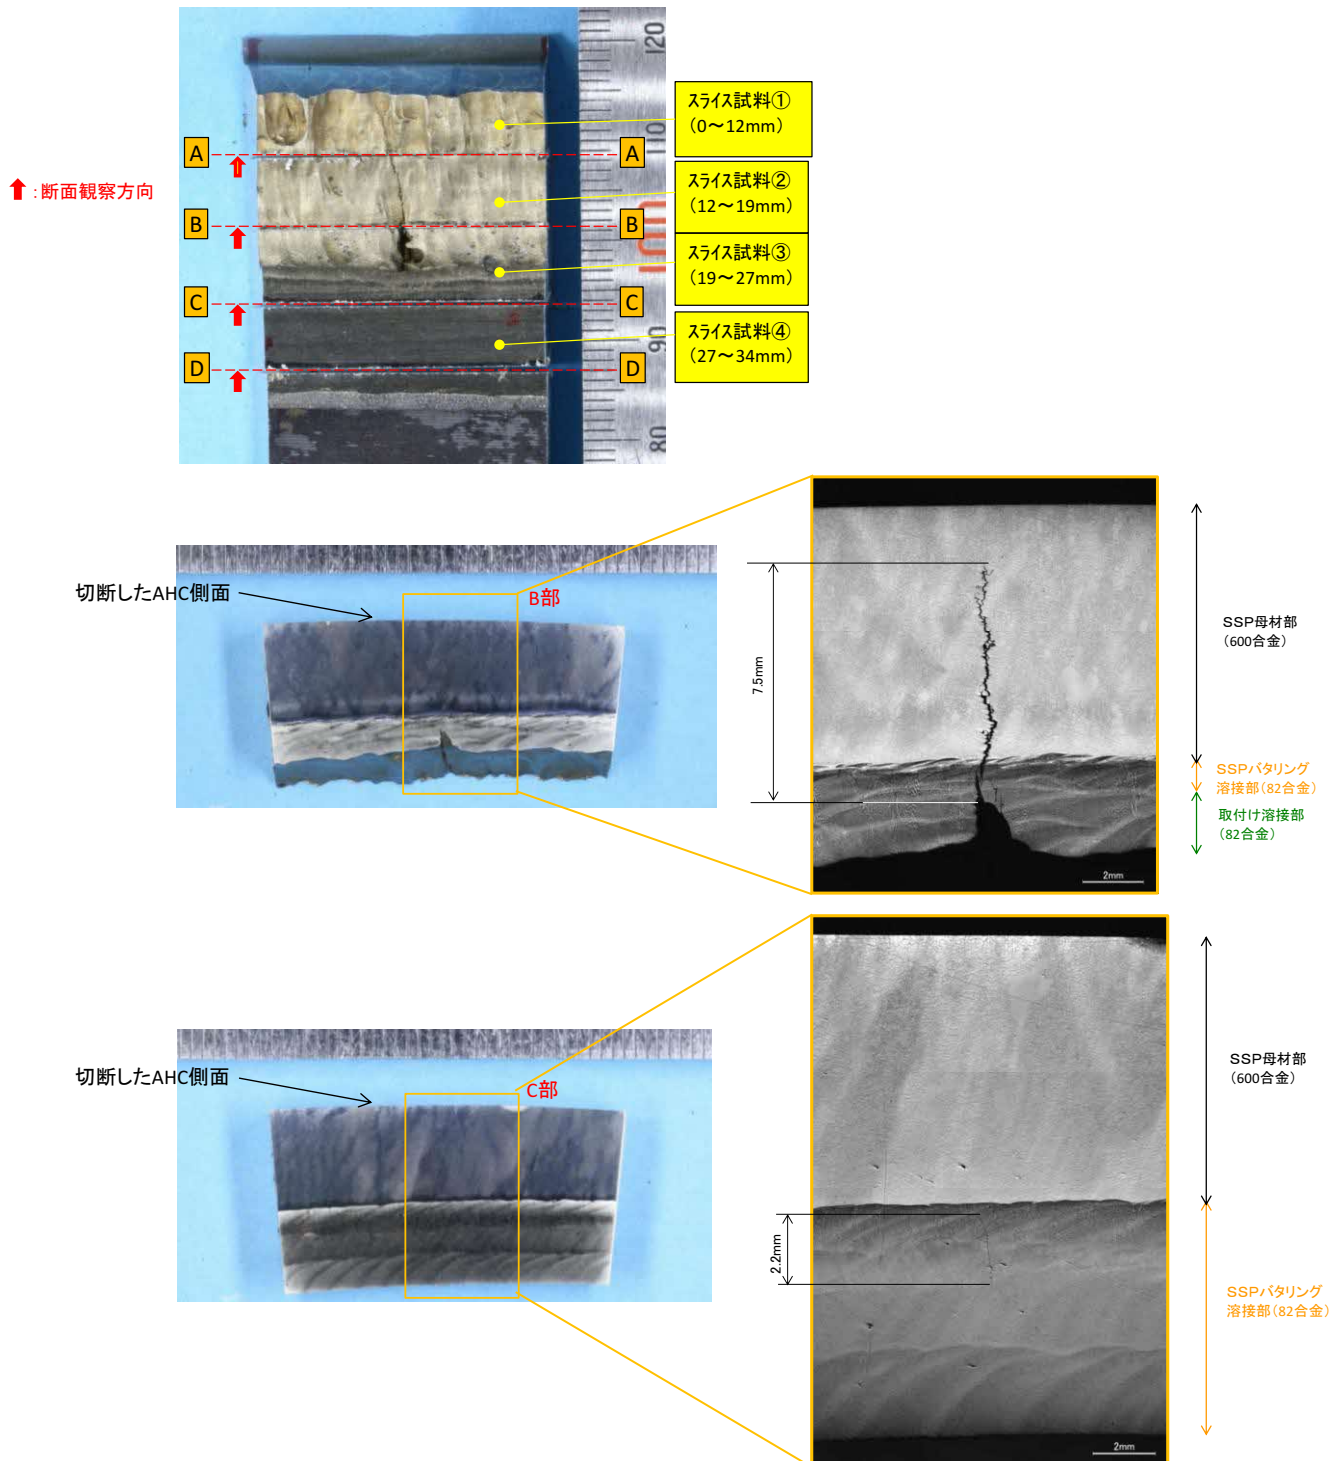 120
110
100
90
80
スライス試料①
(0～12mm)
スライス試料②
(12～19mm)
スライス試料③
(19～27mm)
スライス試料④
(27～34mm)
A
A
B
B
C
C
D
D
:断面観察方向
切断したAHC側面
B部
7.5mm
2mm
SSP母材部
(600合金)
SSPバタリング
溶接部(82合金)
取付け溶接部
(82合金)
切断したAHC側面
C部
2.2mm
2mm
SSP母材部
(600合金)
SSPバタリング
溶接部(82合金)